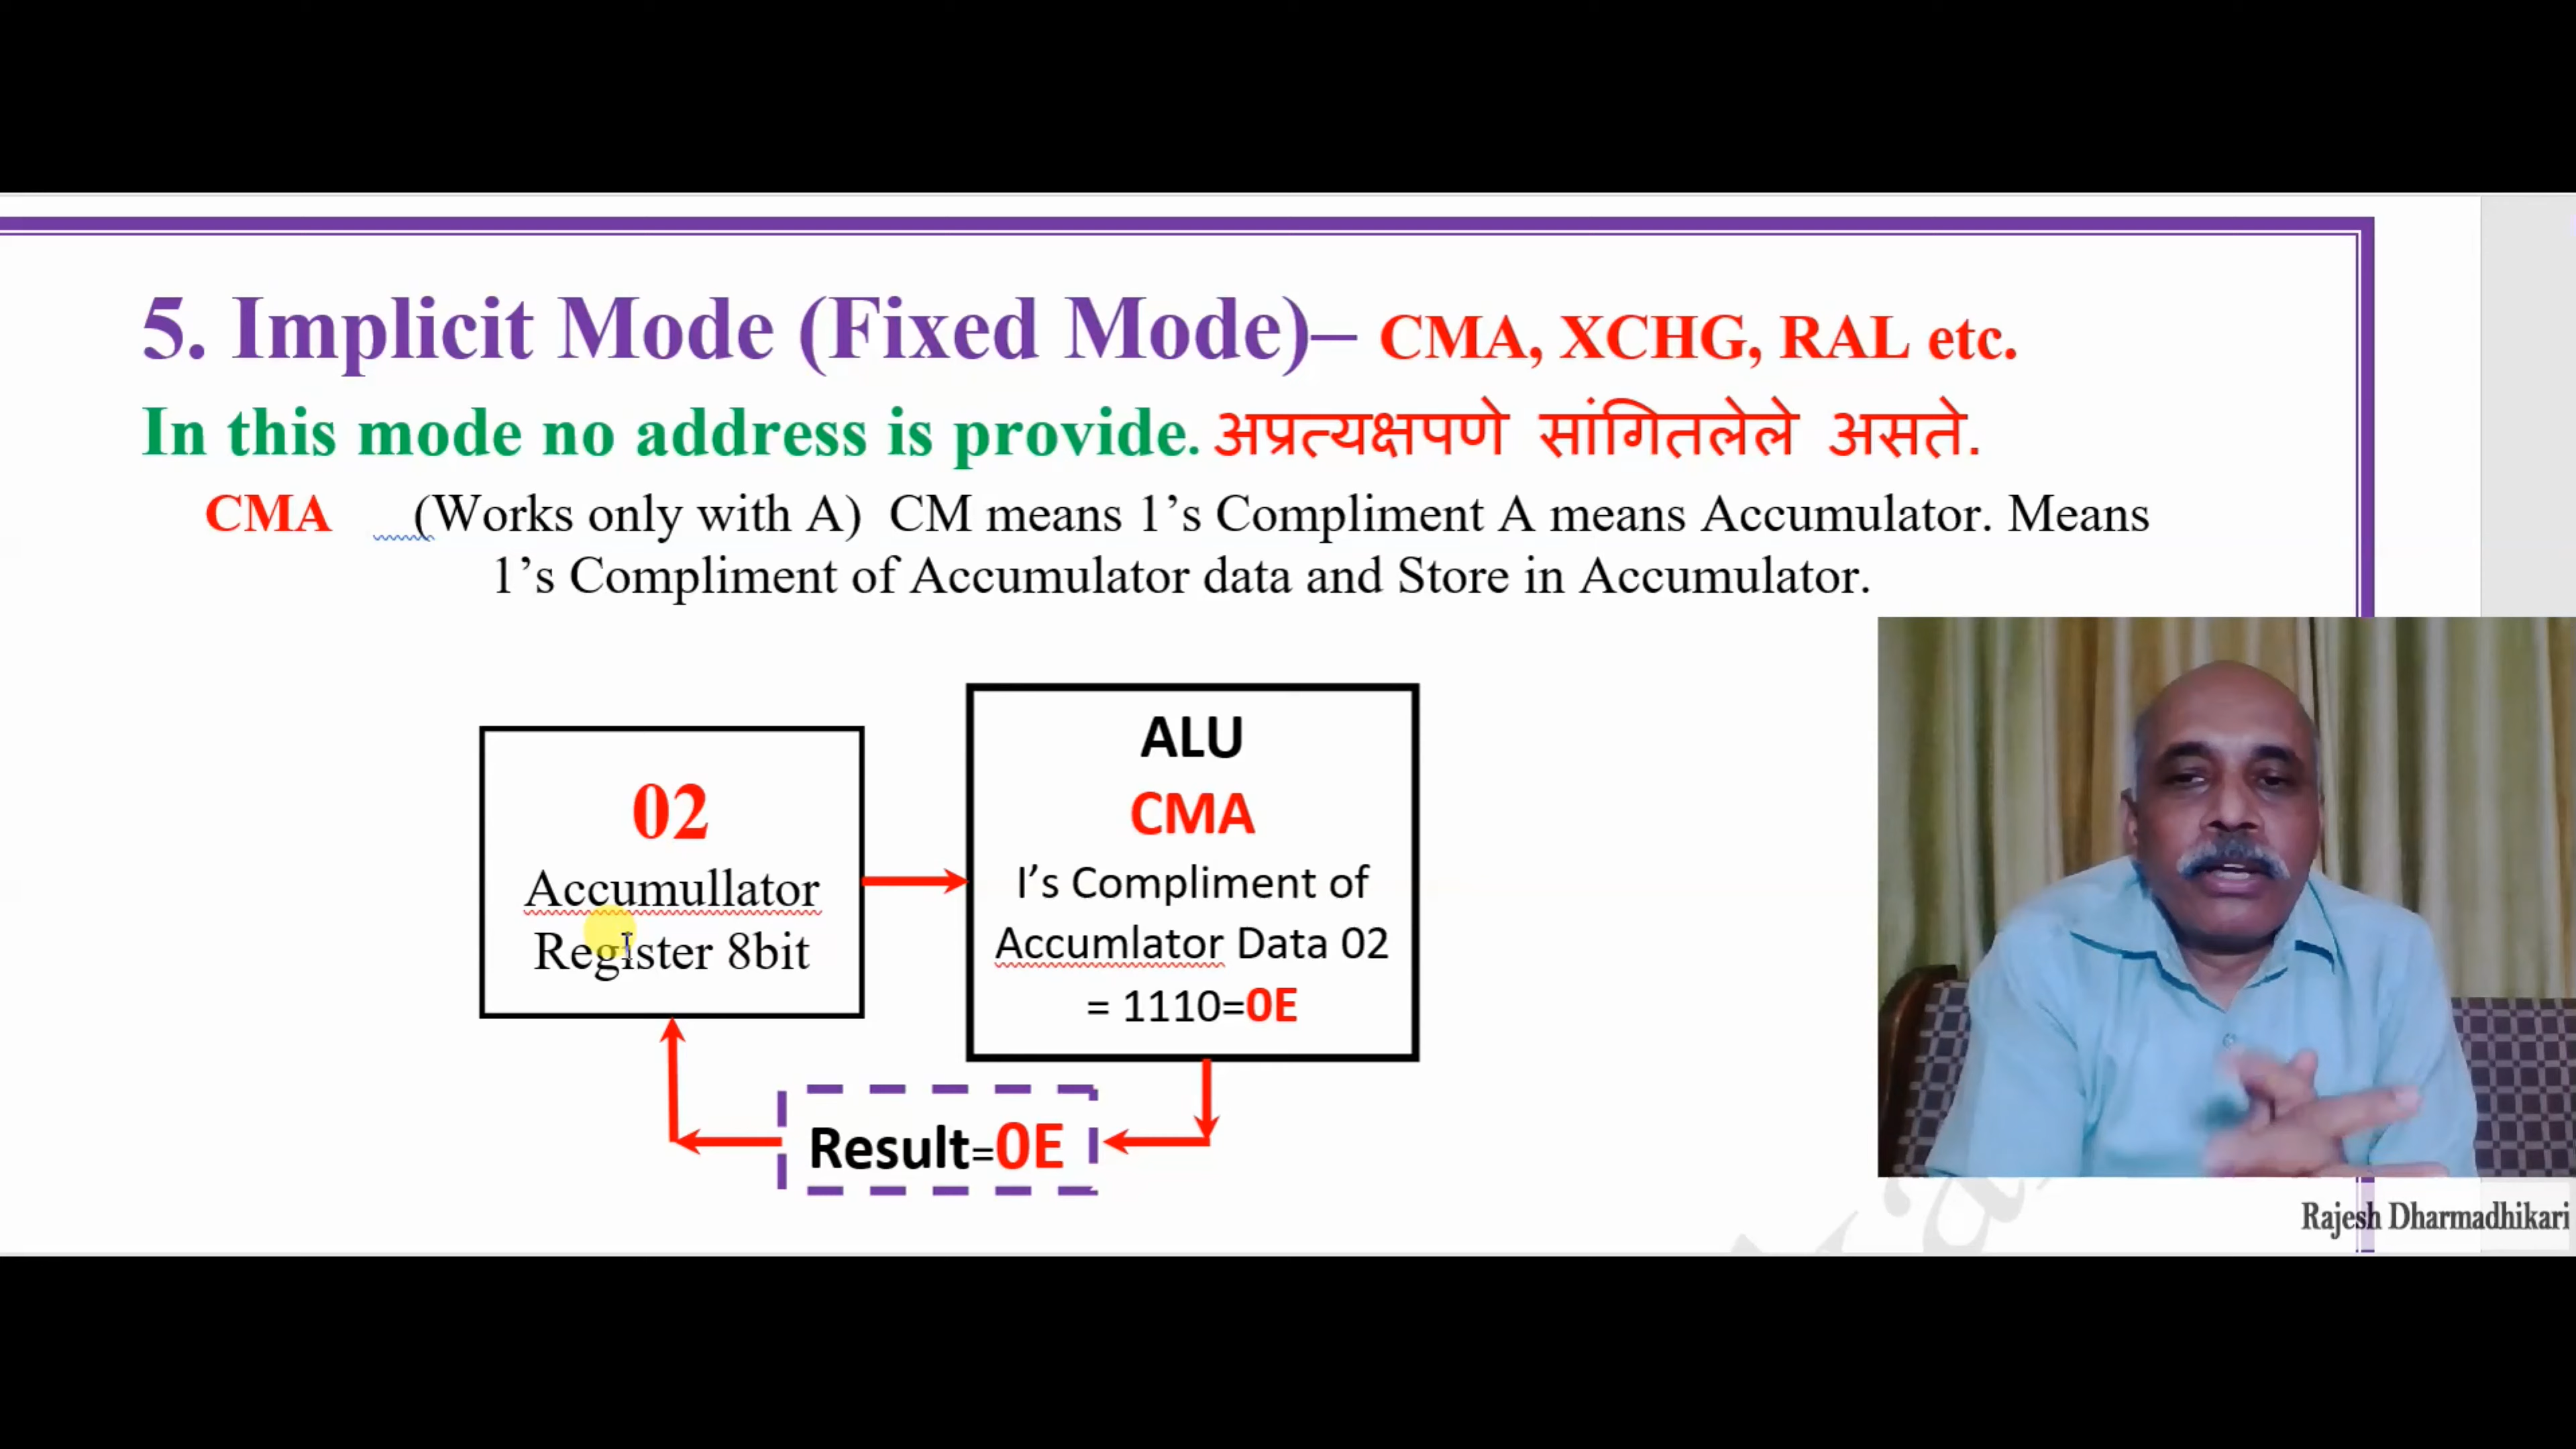 5. Implicit Mode (Fixed Mode)– CMA, XCHG, RAL etc.
In this mode no address is provide. अप्रत्यक्षपणे सांगितलेले असते.
CMA (Works only with A) CM means 1’s Compliment A means Accumulator. Means
1’s Compliment of Accumulator data and Store in Accumulator.
02
Accumullator
Register 8bit
ALU
CMA
I’s Compliment of
Accumlator Data 02
= 1110=0E
Result=0E
Rajesh Dharmadhikari